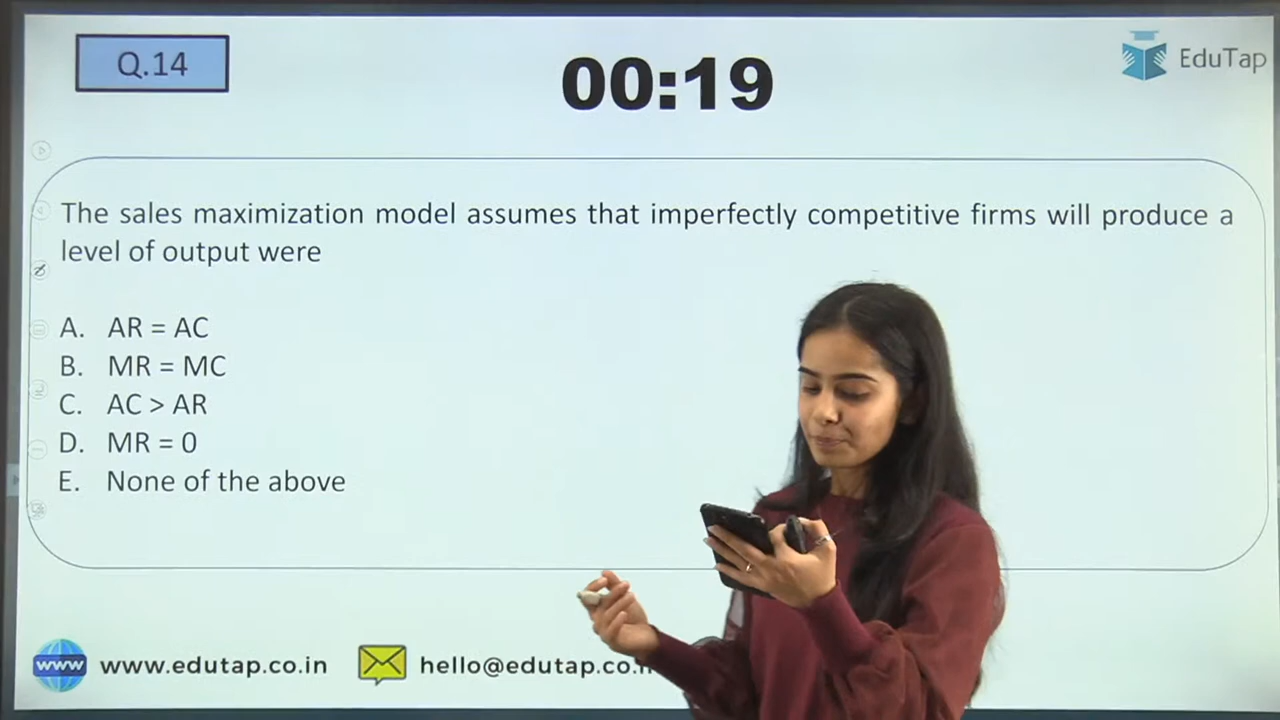 Q.14
00:19
EduTap
The sales maximization model assumes that imperfectly competitive firms will produce a
level of output were
A. AR = AC
B. MR = MC
C. AC > AR
D. MR = 0
E. None of the above
www www.edutap.co.in
hello@edutap.co.in